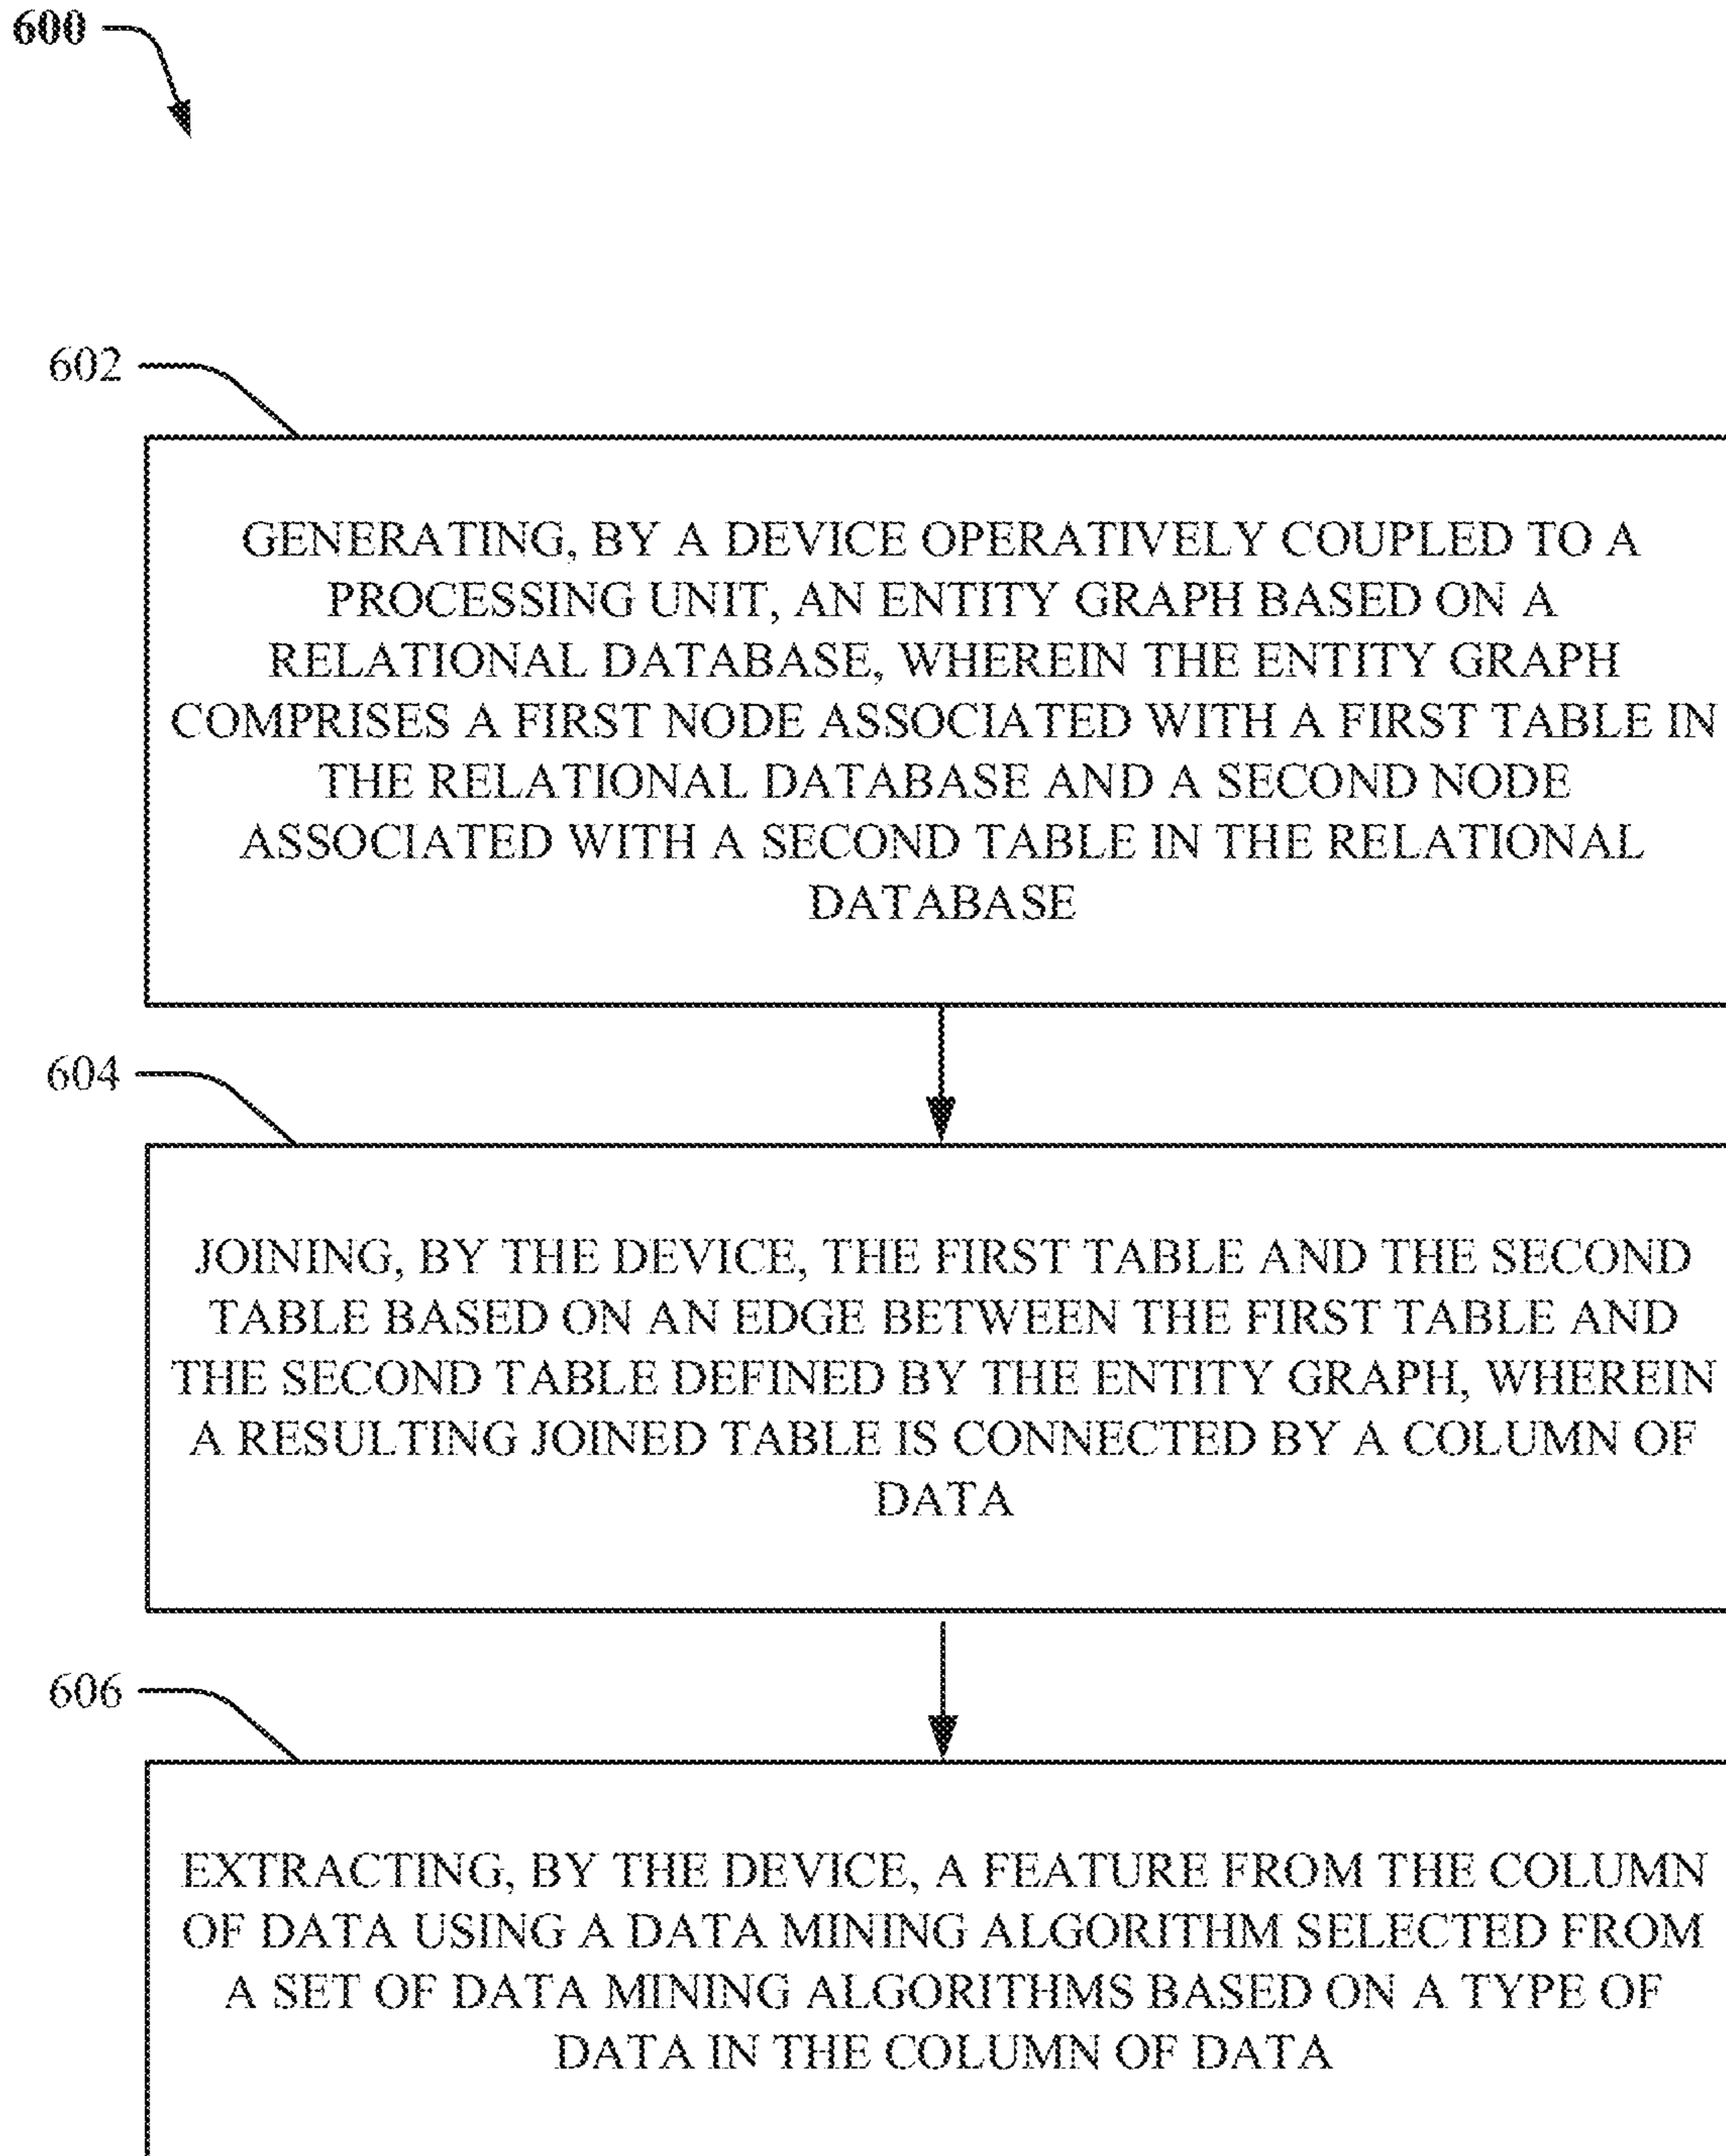 600
602
GENERATING, BY A DEVICE OPERATIVELY COUPLED TO A
PROCESSING UNIT, AN ENTITY GRAPH BASED ON A
RELATIONAL DATABASE, WHEREIN THE ENTITY GRAPH
COMPRISES A FIRST NODE ASSOCIATED WITH A FIRST TABLE IN
THE RELATIONAL DATABASE AND A SECOND NODE
ASSOCIATED WITH A SECOND TABLE IN THE RELATIONAL
DATABASE
604
JOINING, BY THE DEVICE, THE FIRST TABLE AND THE SECOND
TABLE BASED ON AN EDGE BETWEEN THE FIRST TABLE AND
THE SECOND TABLE DEFINED BY THE ENTITY GRAPH, WHEREIN
A RESULTING JOINED TABLE IS CONNECTED BY A COLUMN OF
DATA
606
EXTRACTING, BY THE DEVICE, A FEATURE FROM THE COLUMN
OF DATA USING A DATA MINING ALGORITHM SELECTED FROM
A SET OF DATA MINING ALGORITHMS BASED ON A TYPE OF
DATA IN THE COLUMN OF DATA